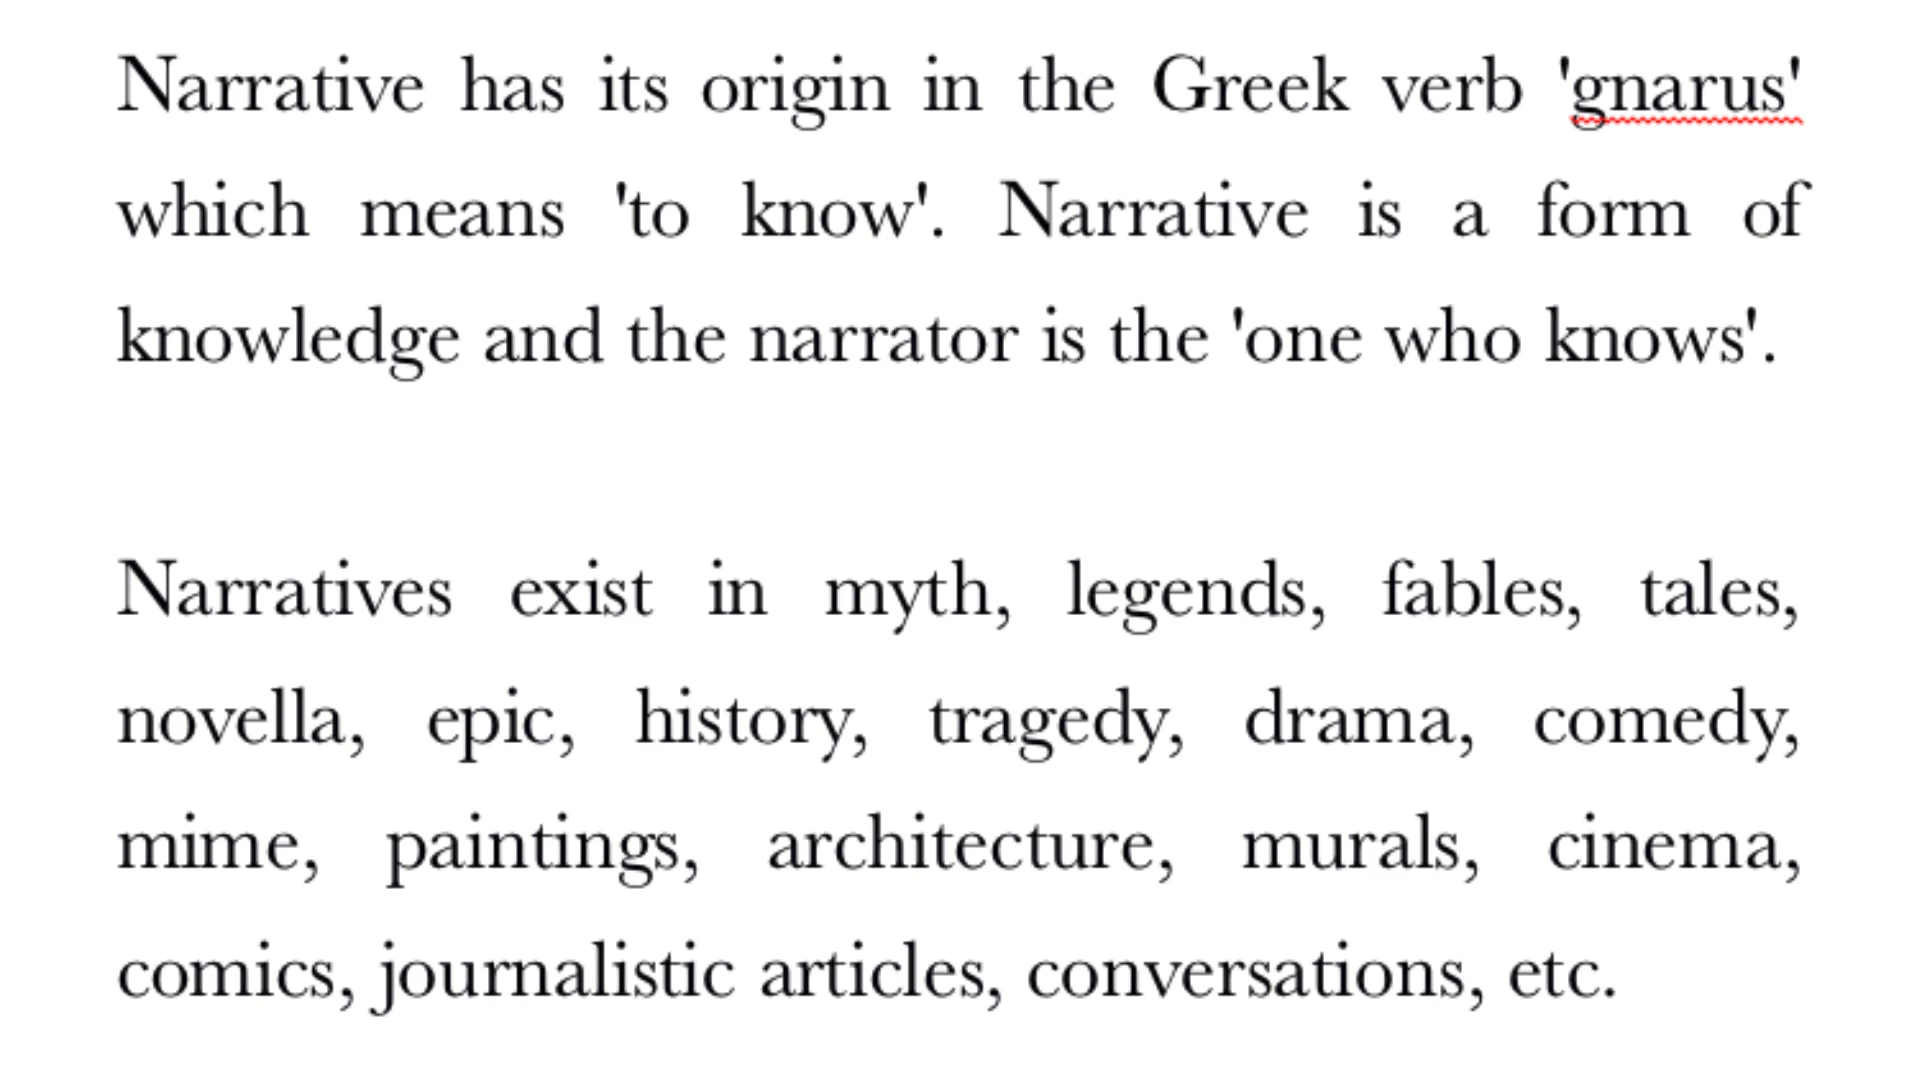 Narrative has its origin in the Greek verb 'gnarus'
which means 'to know'. Narrative is a form of
knowledge and the narrator is the 'one who knows'.
Narratives exist in myth, legends, fables, tales,
novella, epic, history, tragedy, drama, comedy,
mime, paintings, architecture, murals, cinema,
comics, journalistic articles, conversations, etc.